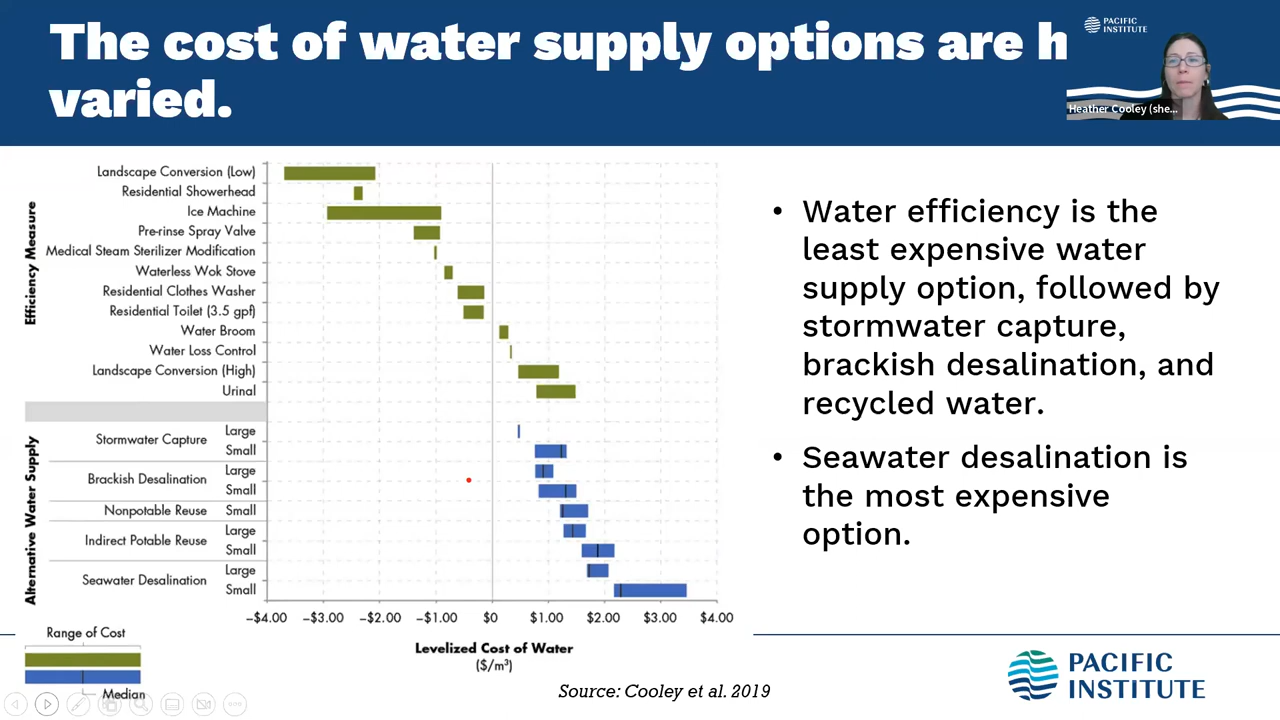 The cost of water supply options are h
varied.
PACIFIC
INSTITUTE
Heather Cooley (she...
Efficiency Measure
Landscape Conversion (Low)
Residential Showerhead
Ice Machine
Pre-rinse Spray Valve
Medical Steam Sterilizer Modification
Waterless Wok Stove
Residential Clothes Washer
Residential Toilet (3.5 gpf)
Water Broom
Water Loss Control
Landscape Conversion (High)
Urinal
Alternative Water Supply
Stormwater Capture
Large
Small
Brackish Desalination
Large
Small
Nonpotable Reuse
Small
Indirect Potable Reuse
Large
Small
Seawater Desalination
Large
Small
−$4.00 −$3.00 −$2.00 −$1.00 $0 $1.00 $2.00 $3.00 $4.00
Levelized Cost of Water
($/m³)
Range of Cost
Median
• Water efficiency is the
least expensive water
supply option, followed by
stormwater capture,
brackish desalination, and
recycled water.
• Seawater desalination is
the most expensive
option.
Source: Cooley et al. 2019
PACIFIC
INSTITUTE